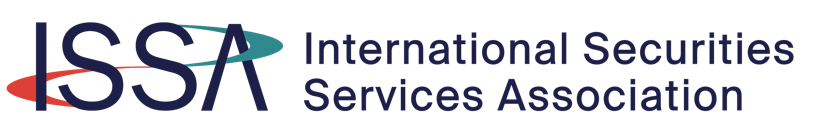 ISSA
International Securities
Services Association